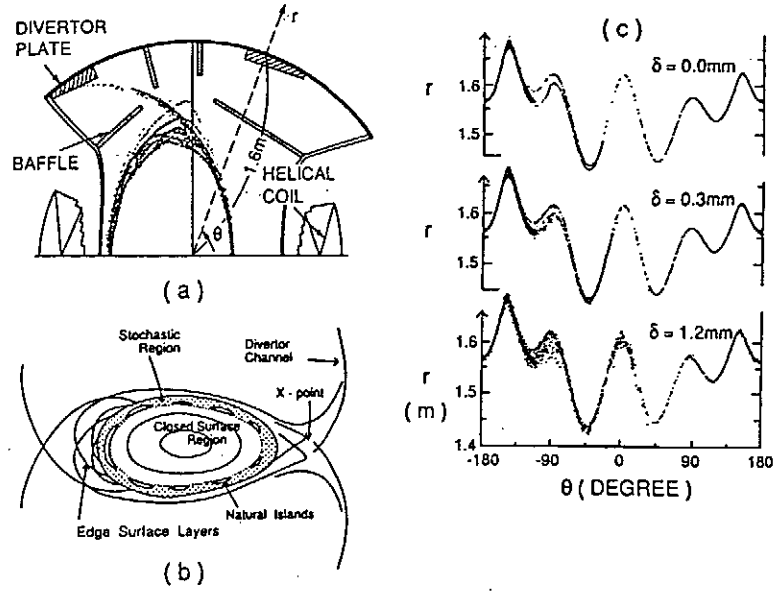 DIVERTOR
PLATE
r
BAFFLE
1.6m
HELICAL
COIL
θ
(a)
Stochastic
Region
Divertor
Channel
X-point
Closed Surface
Region
Natural Islands
Edge Surface Layers
(b)
(c)
δ = 0.0mm
r
1.6
1.5
δ = 0.3mm
r
1.6
1.5
δ = 1.2mm
r
(m)
1.6
1.5
1.4
-180
-90
0
90
180
θ (DEGREE)